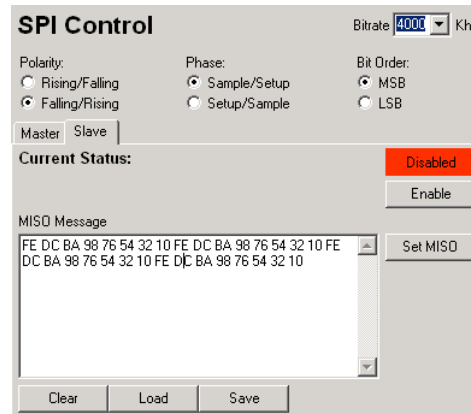 SPI Control
Bitrate 4000 Kh
Polarity: Phase: Bit Order:
Rising/Falling Sample/Setup MSB
Falling/Rising Setup/Sample LSB
Master Slave
Current Status: Disabled
Enable
MISO Message
FE DC BA 98 76 54 32 10 FE DC BA 98 76 54 32 10 FE
DC BA 98 76 54 32 10 FE DC BA 98 76 54 32 10
Set MISO
Clear Load Save